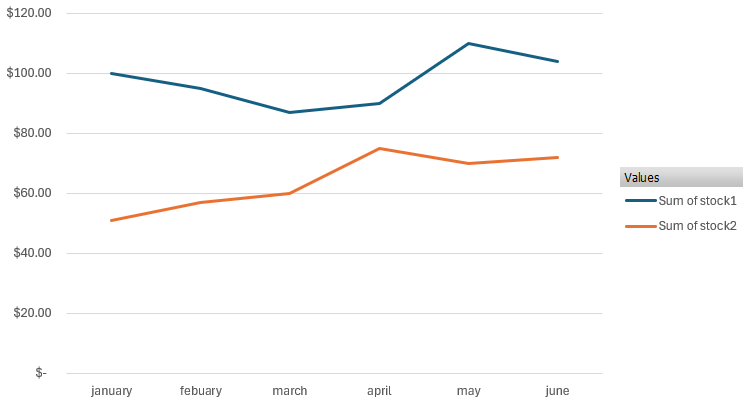 $120.00
$100.00
$80.00
$60.00
$40.00
$20.00
$-
january febuary march april may june
Values
Sum of stock1
Sum of stock2